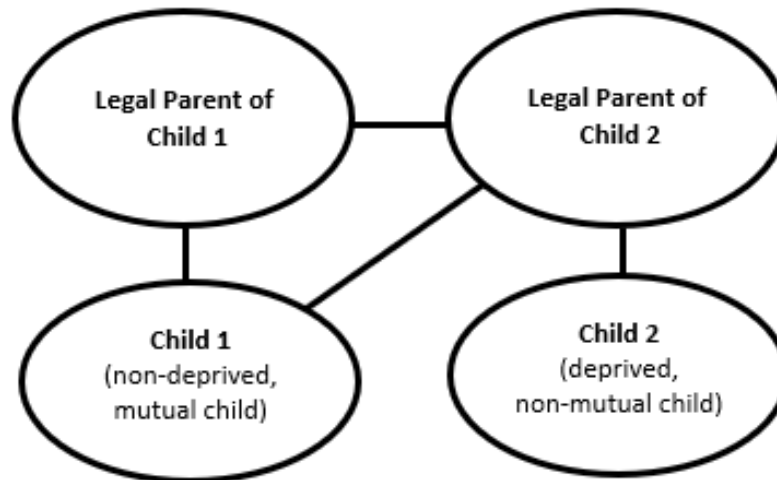 Legal Parent of
Child 1
Legal Parent of
Child 2
Child 1
(non-deprived,
mutual child)
Child 2
(deprived,
non-mutual child)